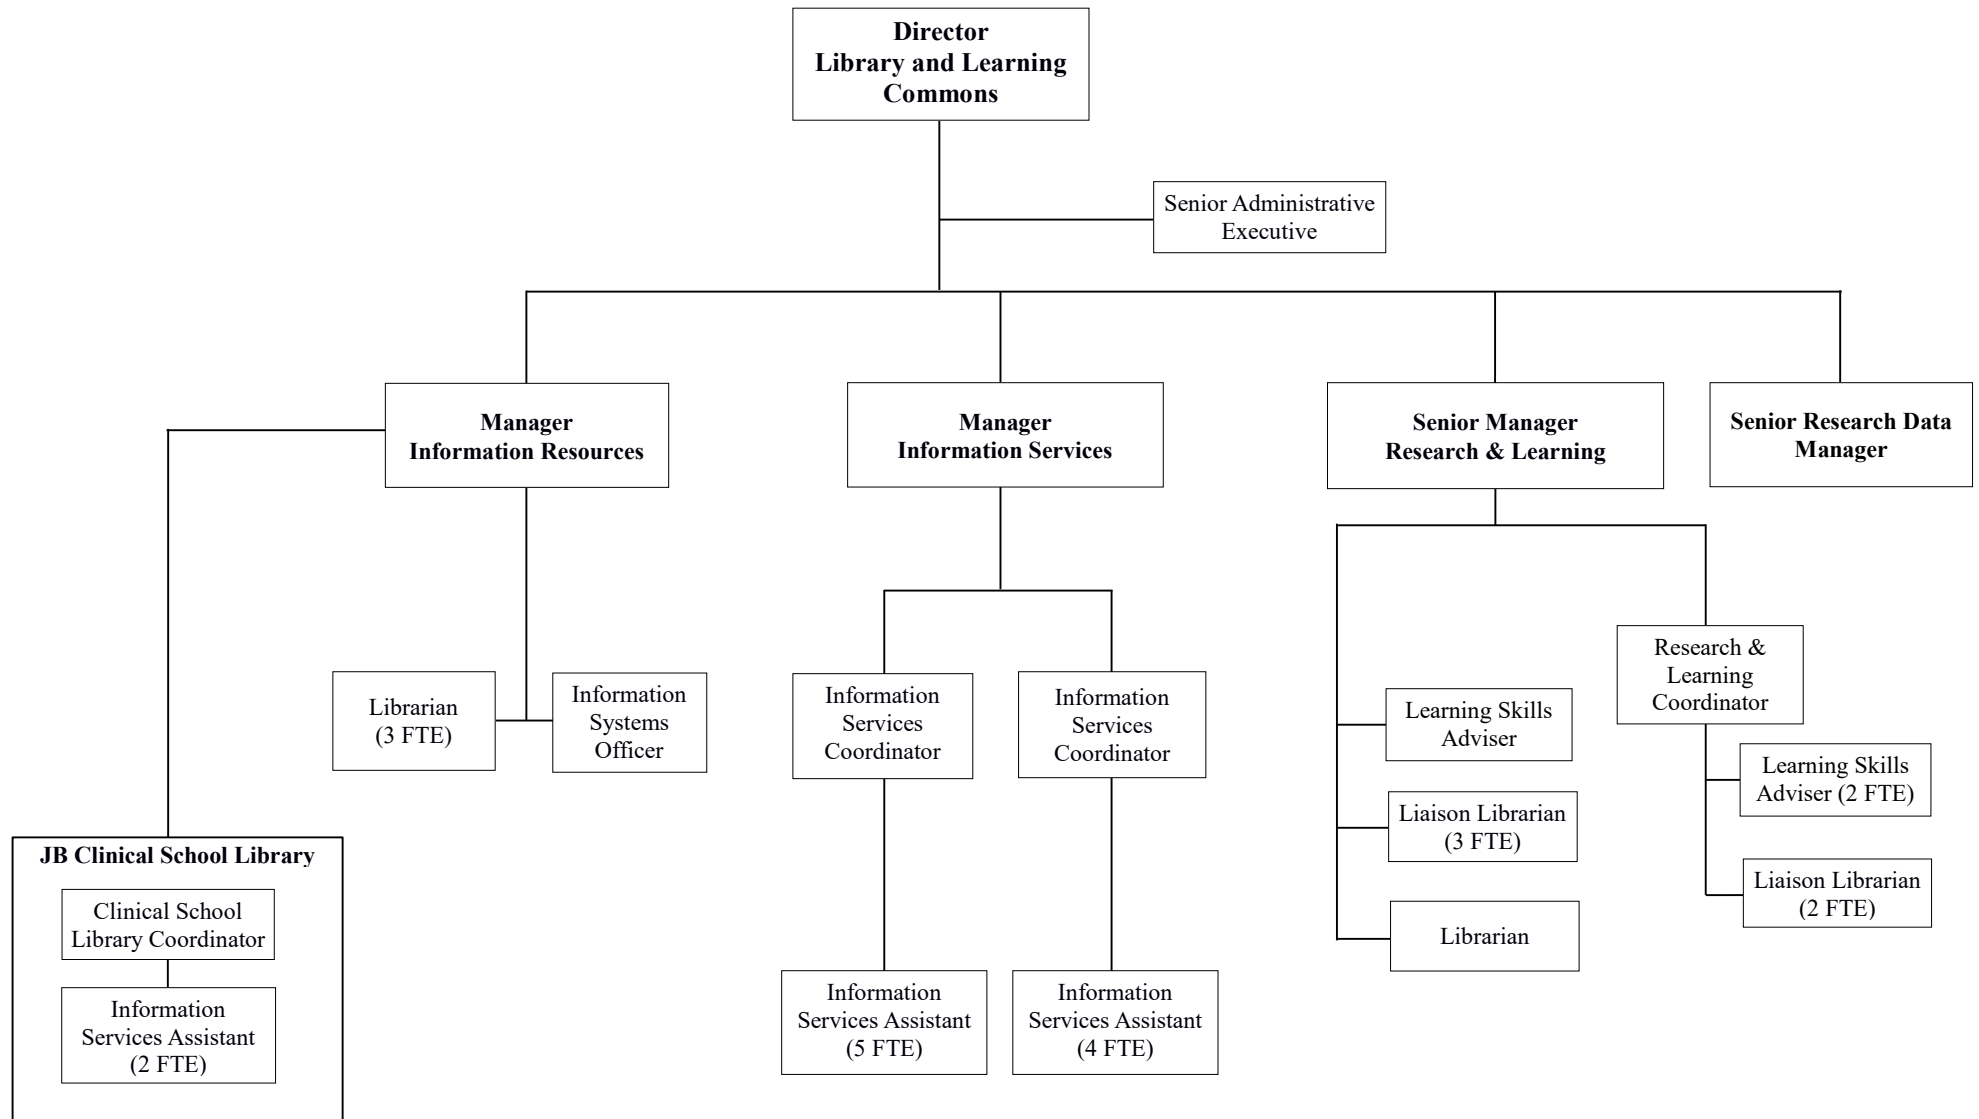 Director
Library and Learning
Commons
Senior Administrative
Executive
Manager
Information Resources
Manager
Information Services
Senior Manager
Research & Learning
Senior Research Data
Manager
Librarian
(3 FTE)
Information
Systems
Officer
Information
Services
Coordinator
Information
Services
Coordinator
Research &
Learning
Coordinator
Learning Skills
Adviser
Learning Skills
Adviser (2 FTE)
Liaison Librarian
(3 FTE)
Liaison Librarian
(2 FTE)
Librarian
JB Clinical School Library
Clinical School
Library Coordinator
Information
Services Assistant
(2 FTE)
Information
Services Assistant
(5 FTE)
Information
Services Assistant
(4 FTE)